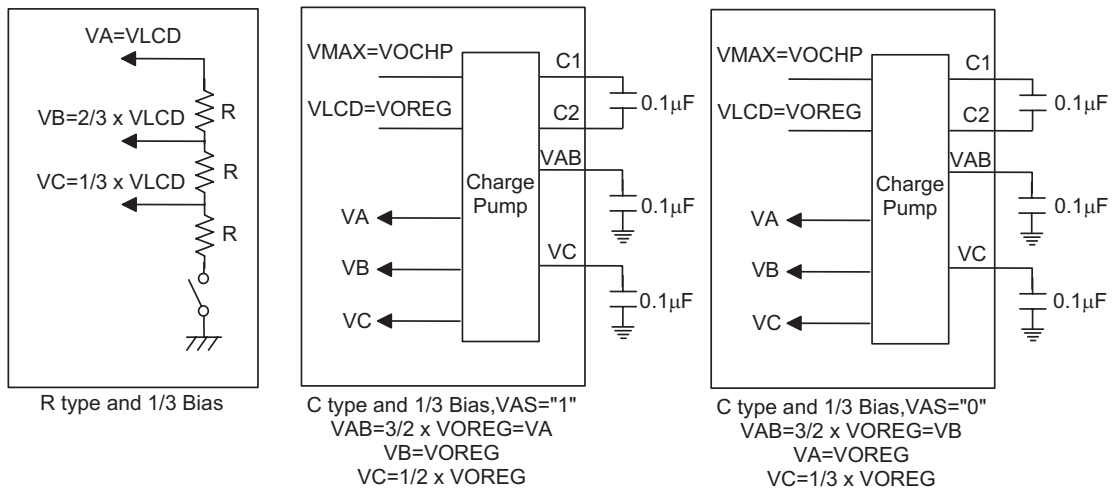 VA=VLCD
R
VB=2/3 x VLCD
R
VC=1/3 x VLCD
R
R type and 1/3 Bias
VMAX=VOCHP
C1
0.1μF
VLCD=VOREG
C2
VAB
Charge
Pump
0.1μF
VA
VC
VB
0.1μF
VC
C type and 1/3 Bias,VAS="1"
VAB=3/2 x VOREG=VA
VB=VOREG
VC=1/2 x VOREG
VMAX=VOCHP
C1
0.1μF
VLCD=VOREG
C2
VAB
Charge
Pump
0.1μF
VA
VC
VB
0.1μF
VC
C type and 1/3 Bias,VAS="0"
VAB=3/2 x VOREG=VB
VA=VOREG
VC=1/3 x VOREG